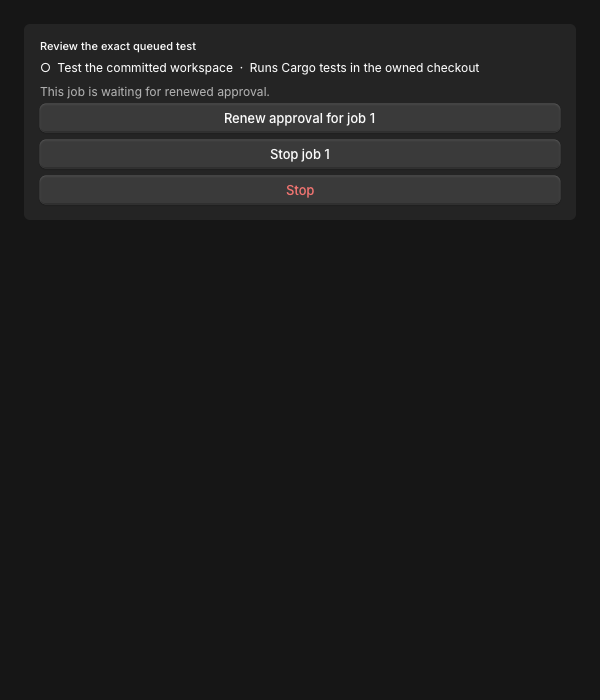 Review the exact queued test
Test the committed workspace · Runs Cargo tests in the owned checkout
This job is waiting for renewed approval.
Renew approval for job 1
Stop job 1
Stop